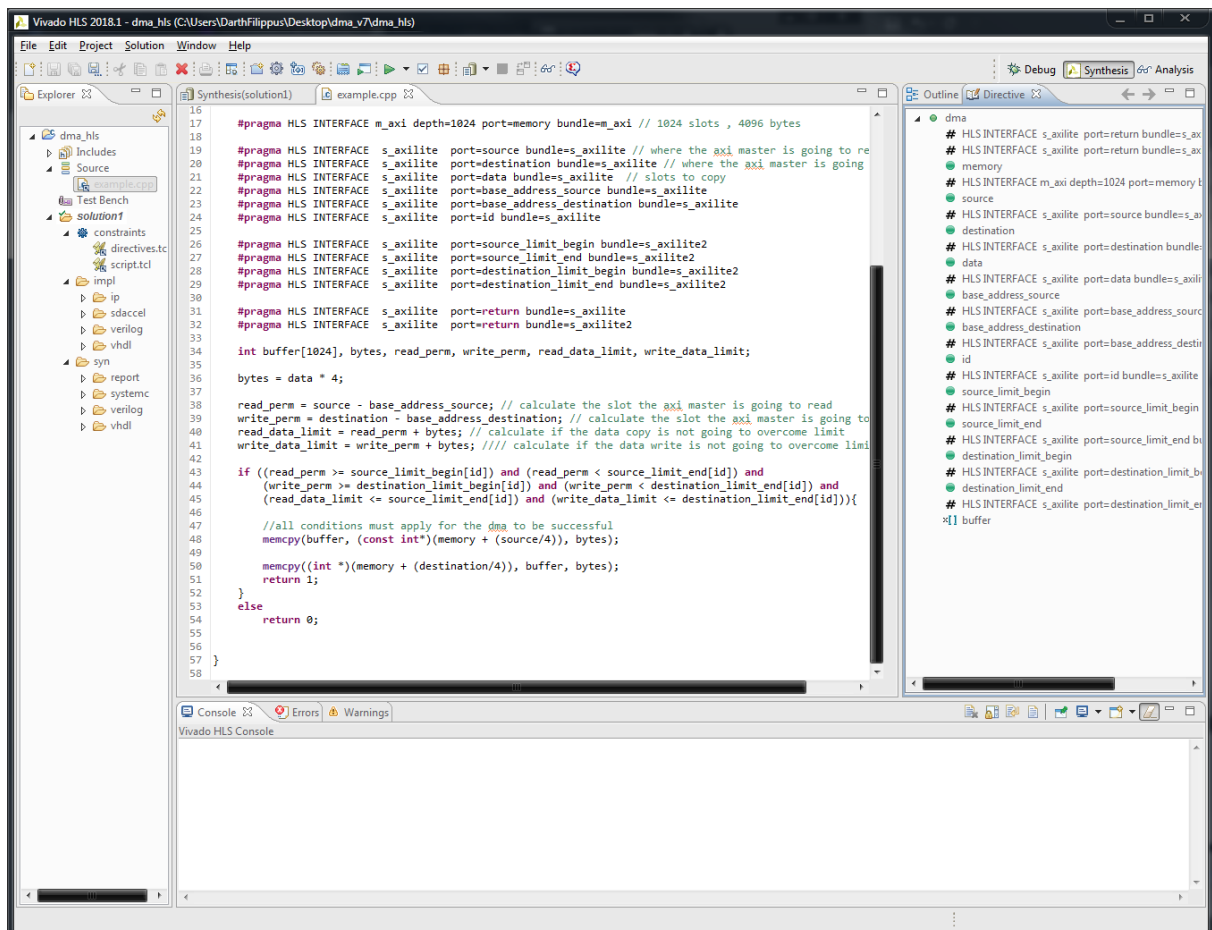 Vivado HLS 2018.1 - dma_hls (C:\Users\DarthFilippus\Desktop\dma_v7\dma_hls)
File Edit Project Solution Window Help
Debug Synthesis Analysis
Explorer
dma_hls
Includes
Source
example.cpp
Test Bench
solution1
constraints
directives.tc
script.tcl
impl
ip
sdaccel
verilog
vhdl
syn
report
systemc
verilog
vhdl
Synthesis(solution1) example.cpp
16
17 #pragma HLS INTERFACE m_axi depth=1024 port=memory bundle=m_axi // 1024 slots , 4096 bytes
18
19 #pragma HLS INTERFACE s_axilite port=source bundle=s_axilite // where the axi master is going to re
20 #pragma HLS INTERFACE s_axilite port=destination bundle=s_axilite // where the axi master is going
21 #pragma HLS INTERFACE s_axilite port=data bundle=s_axilite // slots to copy
22 #pragma HLS INTERFACE s_axilite port=base_address_source bundle=s_axilite
23 #pragma HLS INTERFACE s_axilite port=base_address_destination bundle=s_axilite
24 #pragma HLS INTERFACE s_axilite port=id bundle=s_axilite
25
26 #pragma HLS INTERFACE s_axilite port=source_limit_begin bundle=s_axilite2
27 #pragma HLS INTERFACE s_axilite port=source_limit_end bundle=s_axilite2
28 #pragma HLS INTERFACE s_axilite port=destination_limit_begin bundle=s_axilite2
29 #pragma HLS INTERFACE s_axilite port=destination_limit_end bundle=s_axilite2
30
31 #pragma HLS INTERFACE s_axilite port=return bundle=s_axilite
32 #pragma HLS INTERFACE s_axilite port=return bundle=s_axilite2
33
34 int buffer[1024], bytes, read_perm, write_perm, read_data_limit, write_data_limit;
35
36 bytes = data * 4;
37
38 read_perm = source - base_address_source; // calculate the slot the axi master is going to read
39 write_perm = destination - base_address_destination; // calculate the slot the axi master is going to
40 read_data_limit = read_perm + bytes; // calculate if the data copy is not going to overcome limit
41 write_data_limit = write_perm + bytes; //// calculate if the data write is not going to overcome limi
42
43 if ((read_perm >= source_limit_begin[id]) and (read_perm < source_limit_end[id]) and
44 (write_perm >= destination_limit_begin[id]) and (write_perm < destination_limit_end[id]) and
45 (read_data_limit <= source_limit_end[id]) and (write_data_limit <= destination_limit_end[id])){
46
47 //all conditions must apply for the dma to be successful
48 memcpy(buffer, (const int*)(memory + (source/4)), bytes);
49
50 memcpy((int *)(memory + (destination/4)), buffer, bytes);
51 return 1;
52 }
53 else
54 return 0;
55
56
57 }
58
Outline Directive
dma
# HLS INTERFACE s_axilite port=return bundle=s_ax
# HLS INTERFACE s_axilite port=return bundle=s_ax
memory
# HLS INTERFACE m_axi depth=1024 port=memory b
source
# HLS INTERFACE s_axilite port=source bundle=s_ax
destination
# HLS INTERFACE s_axilite port=destination bundle=
data
# HLS INTERFACE s_axilite port=data bundle=s_axili
base_address_source
# HLS INTERFACE s_axilite port=base_address_sourc
base_address_destination
# HLS INTERFACE s_axilite port=base_address_destin
id
# HLS INTERFACE s_axilite port=id bundle=s_axilite
source_limit_begin
# HLS INTERFACE s_axilite port=source_limit_begin
source_limit_end
# HLS INTERFACE s_axilite port=source_limit_end bu
destination_limit_begin
# HLS INTERFACE s_axilite port=destination_limit_be
destination_limit_end
# HLS INTERFACE s_axilite port=destination_limit_er
×[] buffer
Console Errors Warnings
Vivado HLS Console